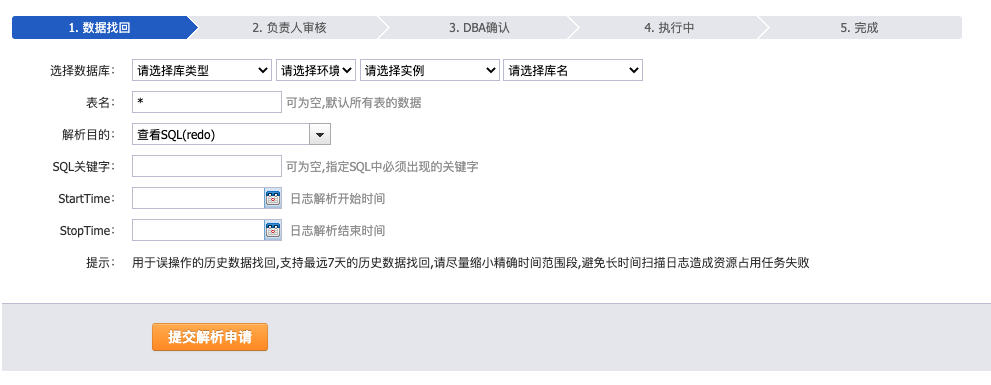 1. 数据找回 2. 负责人审核 3. DBA确认 4. 执行中 5. 完成
选择数据库： 请选择库类型 请选择环境 请选择实例 请选择库名
表名： * 可为空,默认所有表的数据
解析目的： 查看SQL(redo)
SQL关键字： 可为空,指定SQL中必须出现的关键字
StartTime： 日志解析开始时间
StopTime： 日志解析结束时间
提示： 用于误操作的历史数据找回,支持最远7天的历史数据找回,请尽量缩小精确时间范围段,避免长时间扫描日志造成资源占用任务失败
提交解析申请